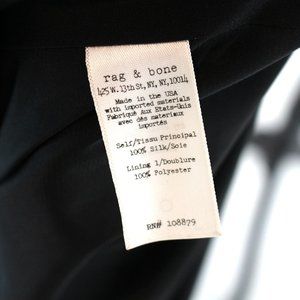 rag & bone
425 W. 13th St, NY, NY, 10014
Made in the USA
with imported materials
Fabriqué Aux Etats-Unis
avec des matériaux
importés
Self/Tissu Principal
100% Silk/Soie
Lining 1/Doublure
100% Polyester
RN# 108879